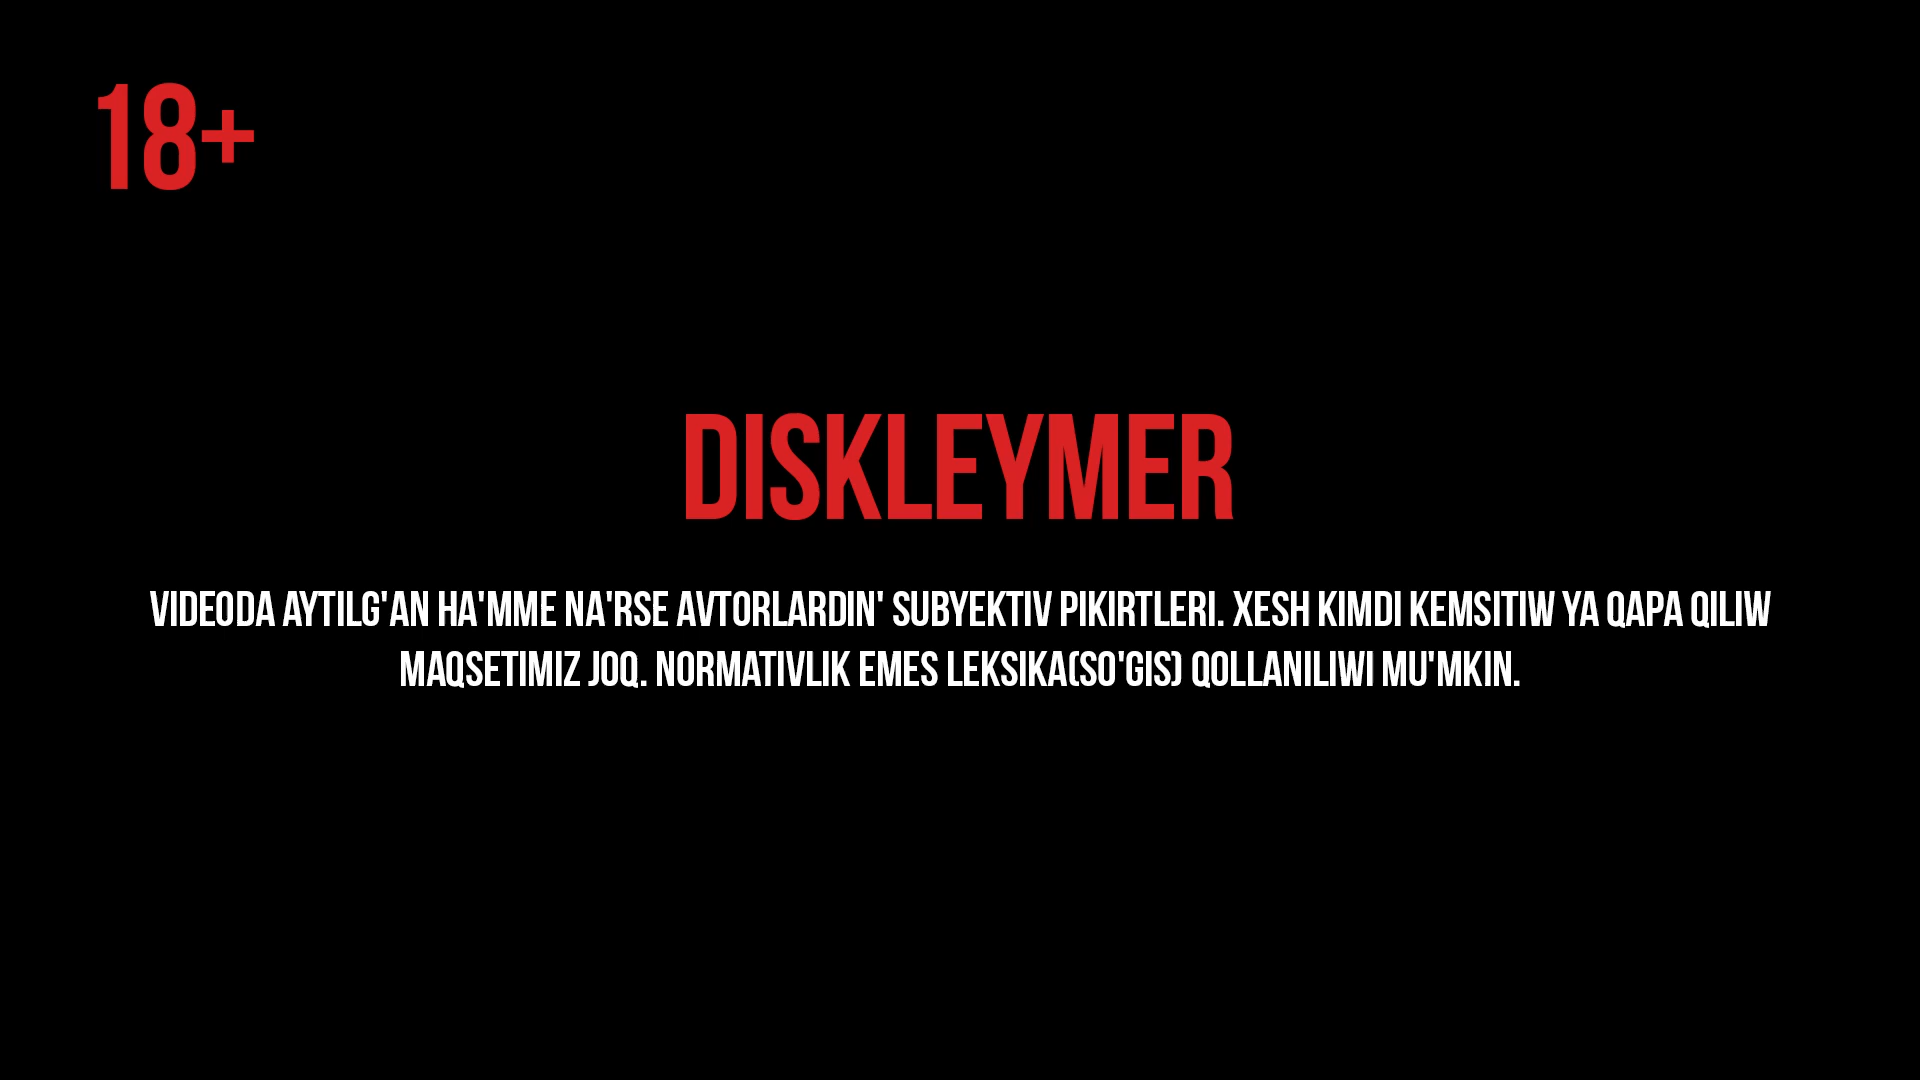 18+
DISKLEYMER
VIDEODA AYTILG'AN HA'MME NA'RSE AVTORLARDIN' SUBYEKTIV PIKIRTLERI. XESH KIMDI KEMSITIW YA QAPA QILIW
MAQSETIMIZ JOQ. NORMATIVLIK EMES LEKSIKA(SO'GIS) QOLLANILIWI MU'MKIN.